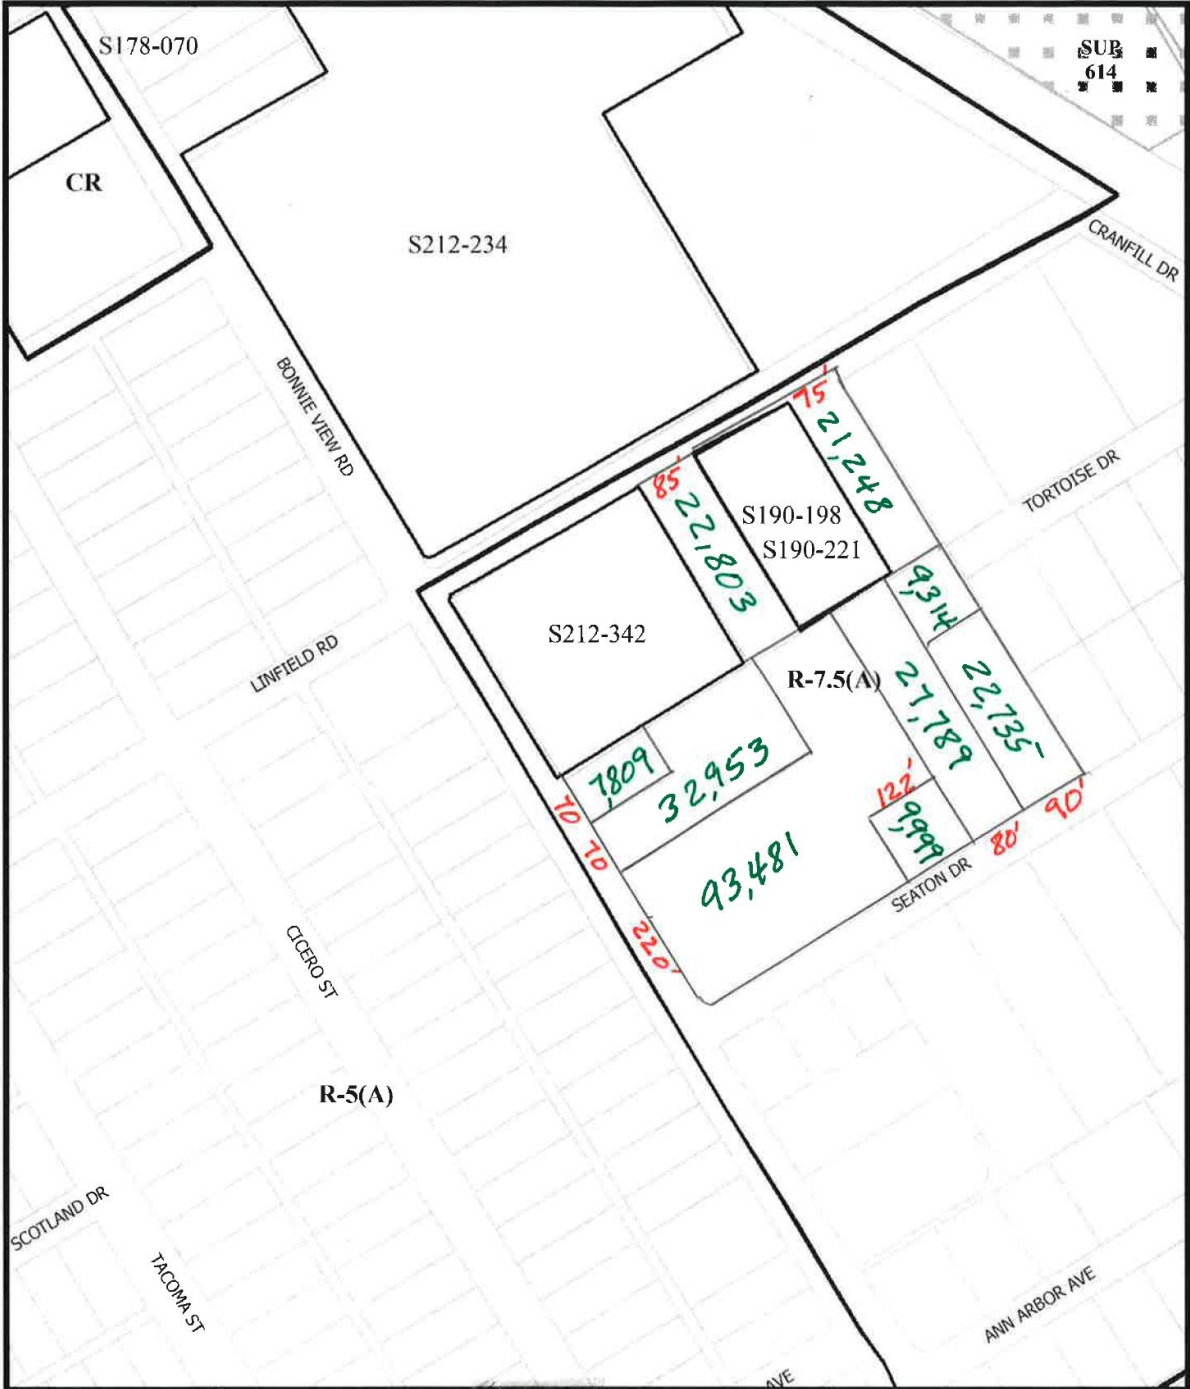 S178-070
SUP
614
CR
S212-234
CRANFILL DR
BONNIE VIEW RD
75'
21,248
TORTOISE DR
85'
22,803
S190-198
S190-221
9,314
S212-342
LINFIELD RD
R-7.5(A)
27,789
22,735
7,809
32,953
122'
9,999
70
70
90'
80'
93,481
SEATON DR
220'
CICERO ST
R-5(A)
SCOTLAND DR
TACOMA ST
ANN ARBOR AVE
AVE